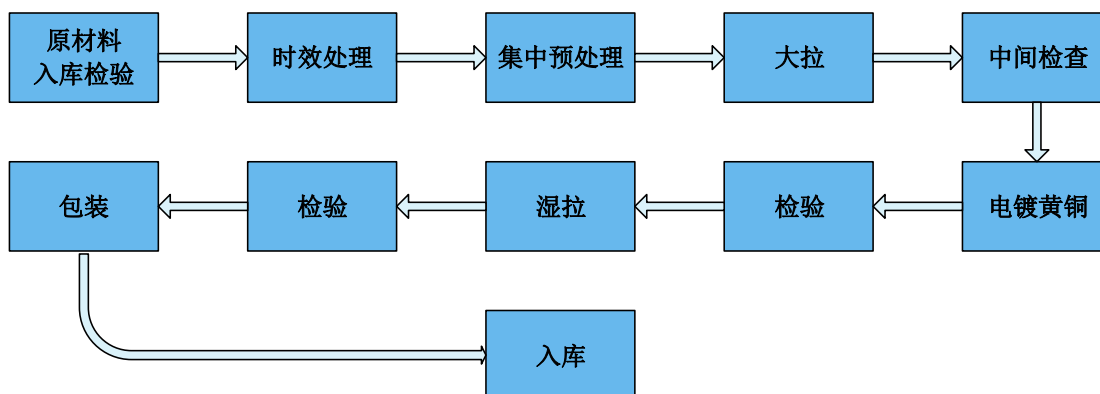 原材料
入库检验
时效处理
集中预处理
大拉
中间检查
电镀黄铜
检验
湿拉
检验
包装
入库